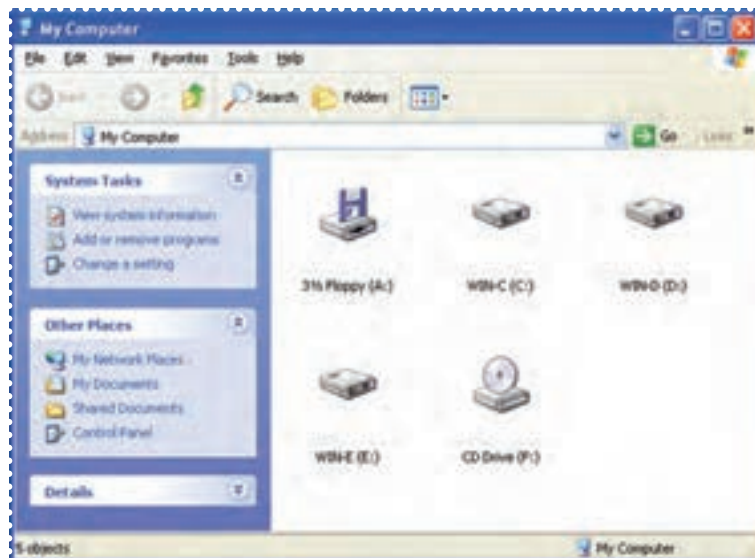 My Computer
File Edit View Favorites Tools Help
Back Search Folders
Address My Computer Go Links »
System Tasks
View system information
Add or remove programs
Change a setting
Other Places
My Network Places
My Documents
Shared Documents
Control Panel
Details
3½ Floppy (A:) WIN-C (C:) WIN-D (D:)
WIN-E (E:) CD Drive (F:)
5 objects My Computer